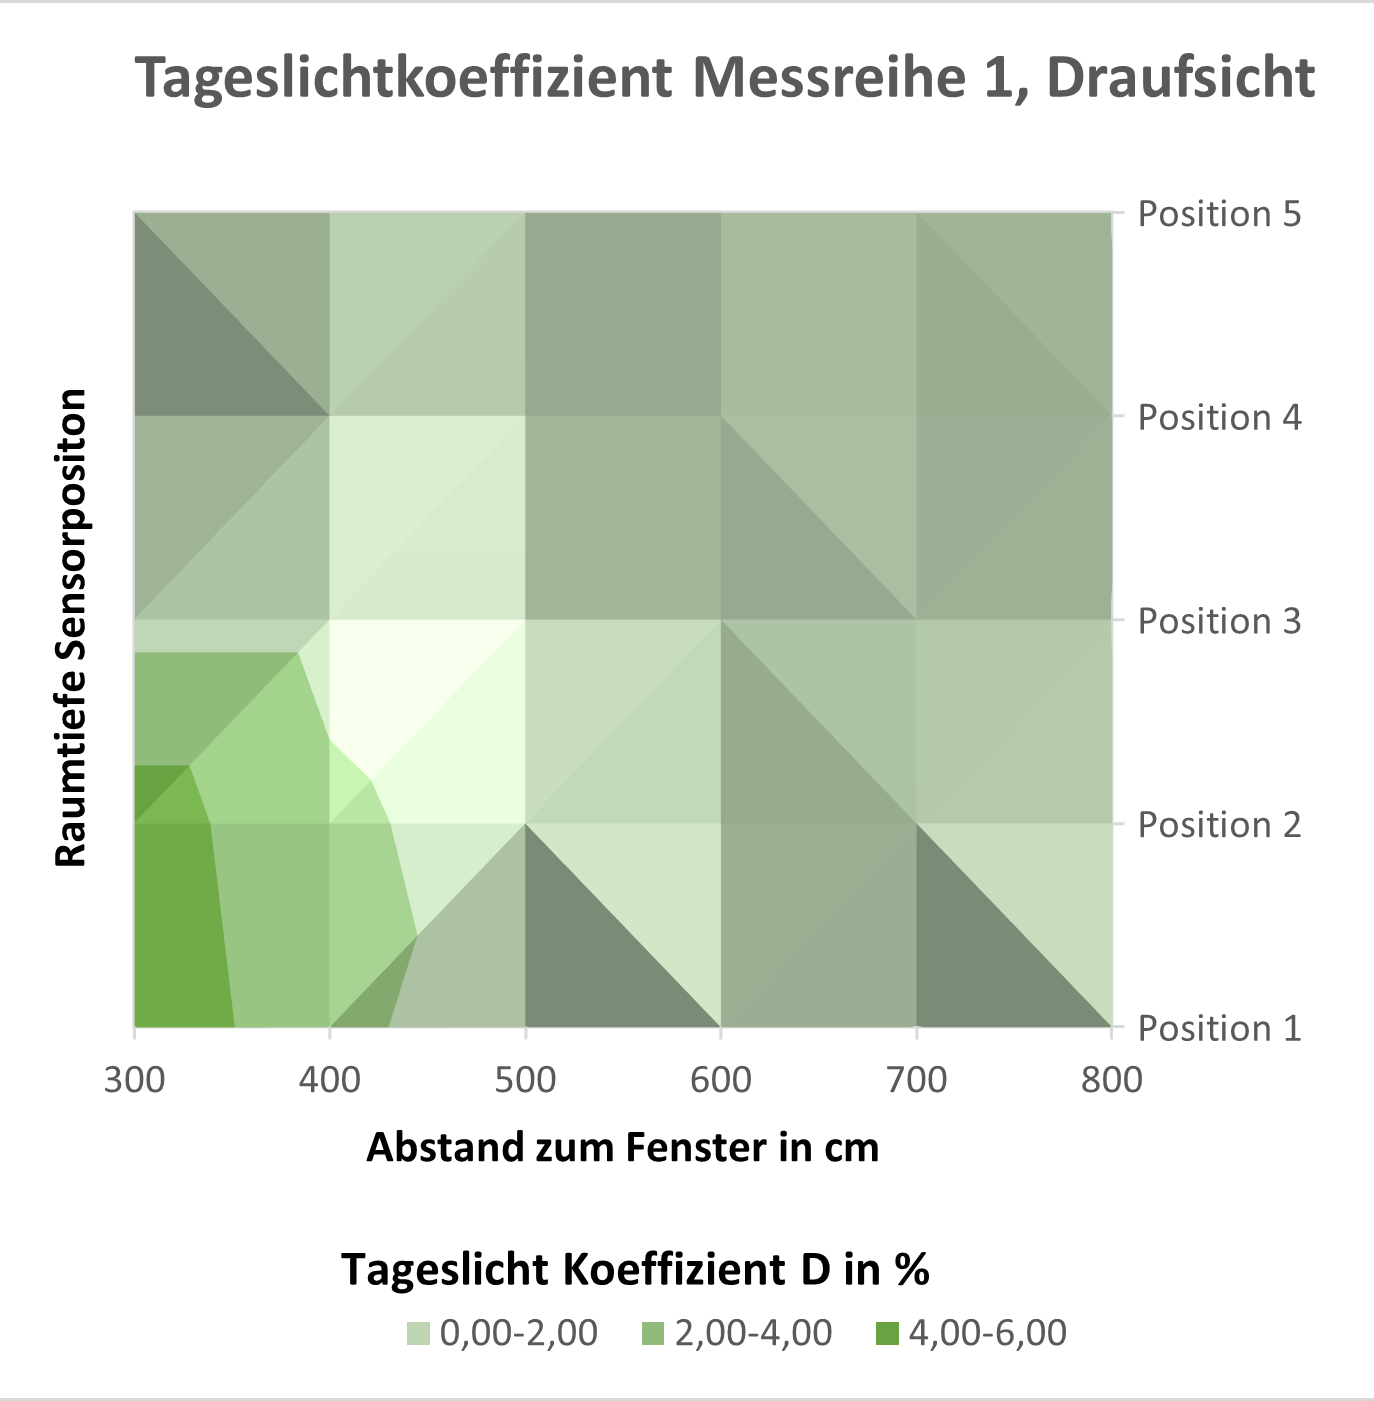 Tageslichtkoeffizient Messreihe 1, Draufsicht
Raumtiefe Sensorpositon
Position 5
Position 4
Position 3
Position 2
Position 1
300 400 500 600 700 800
Abstand zum Fenster in cm
Tageslicht Koeffizient D in %
0,00-2,00 2,00-4,00 4,00-6,00